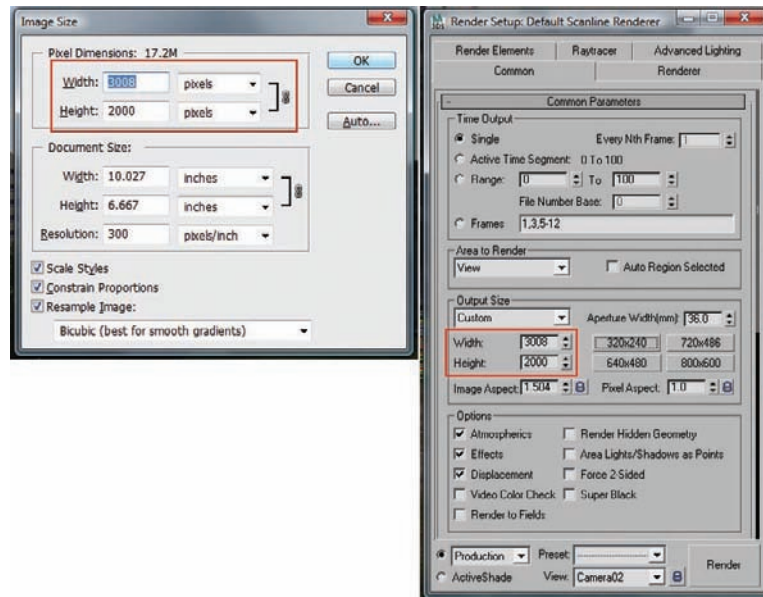 Image Size
Pixel Dimensions: 17.2M
Width: 3008 pixels
Height: 2000 pixels
OK
Cancel
Auto...
Document Size:
Width: 10.027 inches
Height: 6.667 inches
Resolution: 300 pixels/inch
Scale Styles
Constrain Proportions
Resample Image:
Bicubic (best for smooth gradients)
Render Setup: Default Scanline Renderer
Render Elements Raytracer Advanced Lighting
Common Renderer
- Common Parameters
Time Output
Single Every Nth Frame: 1
Active Time Segment: 0 To 100
Range: 0 To 100
File Number Base: 0
Frames 1,3,5-12
Area to Render
View Auto Region Selected
Output Size
Custom Aperture Width(mm): 36.0
Width: 3008 320x240 720x486
Height: 2000 640x480 800x600
Image Aspect: 1.504 Pixel Aspect: 1.0
Options
Atmospherics Render Hidden Geometry
Effects Area Lights/Shadows as Points
Displacement Force 2-Sided
Video Color Check Super Black
Render to Fields
Production Preset: --------------------
ActiveShade View: Camera02
Render